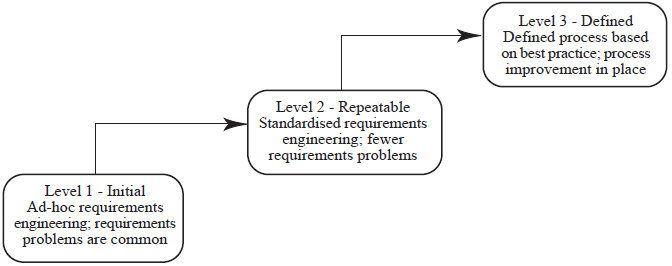 Level 3 - Defined
Defined process based
on best practice; process
improvement in place
Level 2 - Repeatable
Standardised requirements
engineering; fewer
requirements problems
Level 1 - Initial
Ad-hoc requirements
engineering; requirements
problems are common